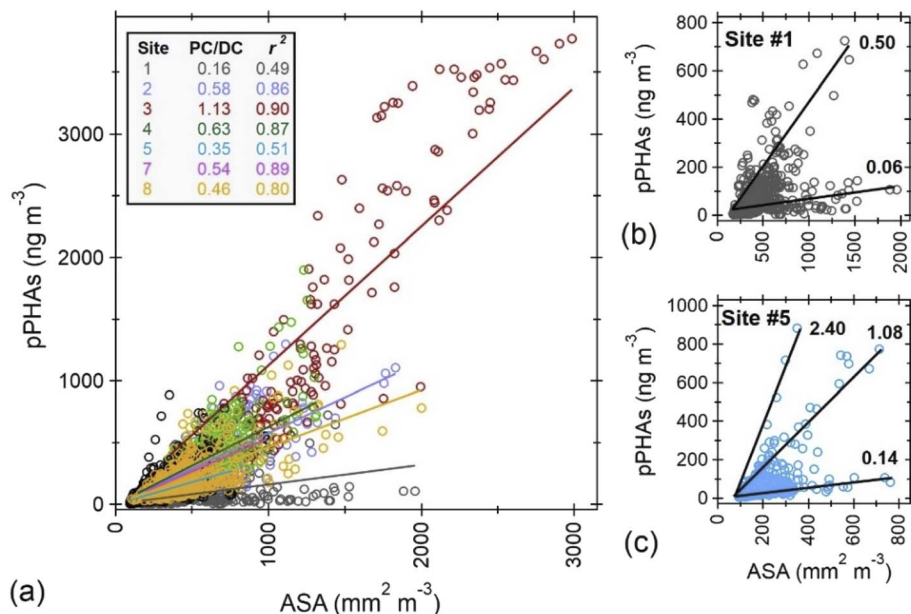 Site PC/DC r²
1 0.16 0.49
2 0.58 0.86
3 1.13 0.90
4 0.63 0.87
5 0.35 0.51
7 0.54 0.89
8 0.46 0.80
pPHAs (ng m⁻³)
3000
2000
1000
0
0 1000 2000 3000
ASA (mm² m⁻³)
(a)
Site #1
0.50
0.06
pPHAs (ng m⁻³)
800
600
400
200
0
0 500 1000 1500 2000
(b)
Site #5
2.40
1.08
0.14
pPHAs (ng m⁻³)
1000
800
600
400
200
0
200 400 600 800
ASA (mm² m⁻³)
(c)